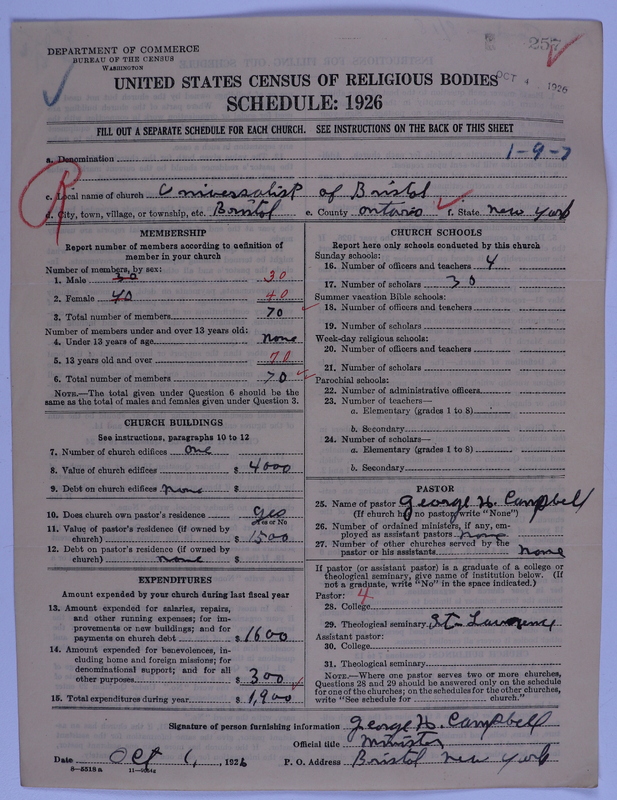 DEPARTMENT OF COMMERCE
BUREAU OF THE CENSUS
WASHINGTON
257
OCT 4 1926
UNITED STATES CENSUS OF RELIGIOUS BODIES
SCHEDULE: 1926
FILL OUT A SEPARATE SCHEDULE FOR EACH CHURCH. SEE INSTRUCTIONS ON THE BACK OF THIS SHEET
a. Denomination
1-9-7
c. Local name of church Universalist of Bristol
d. City, town, village, or township, etc. Bristol e. County Ontario f. State New York
MEMBERSHIP
Report number of members according to definition of
member in your church
Number of members, by sex:
1. Male 30 30
2. Female 40 40
3. Total number of members 70
Number of members under and over 13 years old:
4. Under 13 years of age none
5. 13 years old and over 70
6. Total number of members 70
NOTE.—The total given under Question 6 should be
same as the total of males and females given under Question 3.
CHURCH BUILDINGS
See instructions, paragraphs 10 to 12
7. Number of church edifices one
8. Value of church edifices $ 4000
9. Debt on church edifices none $
10. Does church own pastor's residence Yes
Yes or No
11. Value of pastor's residence (if owned by
church) $ 1500
12. Debt on pastor's residence (if owned by
church) none $
EXPENDITURES
Amount expended by your church during last fiscal year
13. Amount expended for salaries, repairs,
and other running expenses; for im-
provements or new buildings; and for
payments on church debt $ 1600
14. Amount expended for benevolences, in-
cluding home and foreign missions; for
denominational support; and for all
other purposes $ 300
15. Total expenditures during year $ 1,900
CHURCH SCHOOLS
Report here only schools conducted by this church
Sunday schools:
16. Number of officers and teachers 4
17. Number of scholars 30
Summer vacation Bible schools:
18. Number of officers and teachers
19. Number of scholars
Week-day religious schools:
20. Number of officers and teachers
21. Number of scholars
Parochial schools:
22. Number of administrative officers
23. Number of teachers—
a. Elementary (grades 1 to 8)
b. Secondary
24. Number of scholars—
a. Elementary (grades 1 to 8)
b. Secondary
PASTOR
25. Name of pastor George H. Campbell
(If church has no pastor, write "None")
26. Number of ordained ministers, if any, em-
ployed as assistant pastors none
27. Number of other churches served by the
pastor or his assistants none
If pastor (or assistant pastor) is a graduate of a college or
theological seminary, give name of institution below. (If
not a graduate, write "No" in the space indicated.)
Pastor: 4
28. College
29. Theological seminary St. Lawrence
Assistant pastor:
30. College
31. Theological seminary
NOTE.—Where one pastor serves two or more churches,
Questions 28 and 29 should be answered only on the schedule
for one of the churches; on the schedules for the other churches,
write "See schedule for church."
Signature of person furnishing information George H. Campbell
Official title Minister
Date Oct 1, 1926 P. O. Address Bristol New York
8—5518a